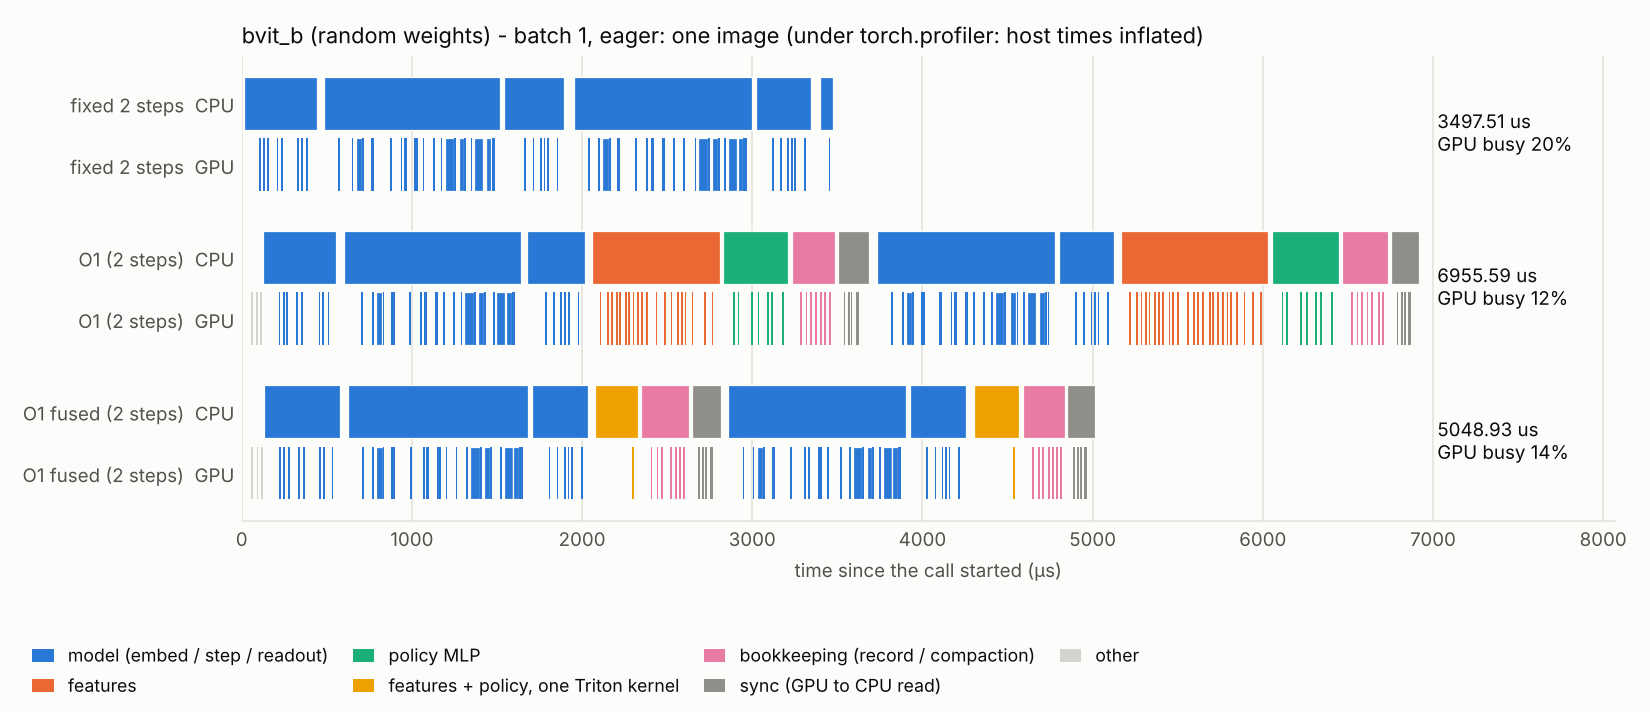 bvit_b (random weights) - batch 1, eager: one image (under torch.profiler: host times inflated)
fixed 2 steps CPU
fixed 2 steps GPU
3497.51 us
GPU busy 20%
O1 (2 steps) CPU
O1 (2 steps) GPU
6955.59 us
GPU busy 12%
O1 fused (2 steps) CPU
O1 fused (2 steps) GPU
5048.93 us
GPU busy 14%
0 1000 2000 3000 4000 5000 6000 7000 8000
time since the call started (µs)
model (embed / step / readout)
features
policy MLP
features + policy, one Triton kernel
bookkeeping (record / compaction)
sync (GPU to CPU read)
other